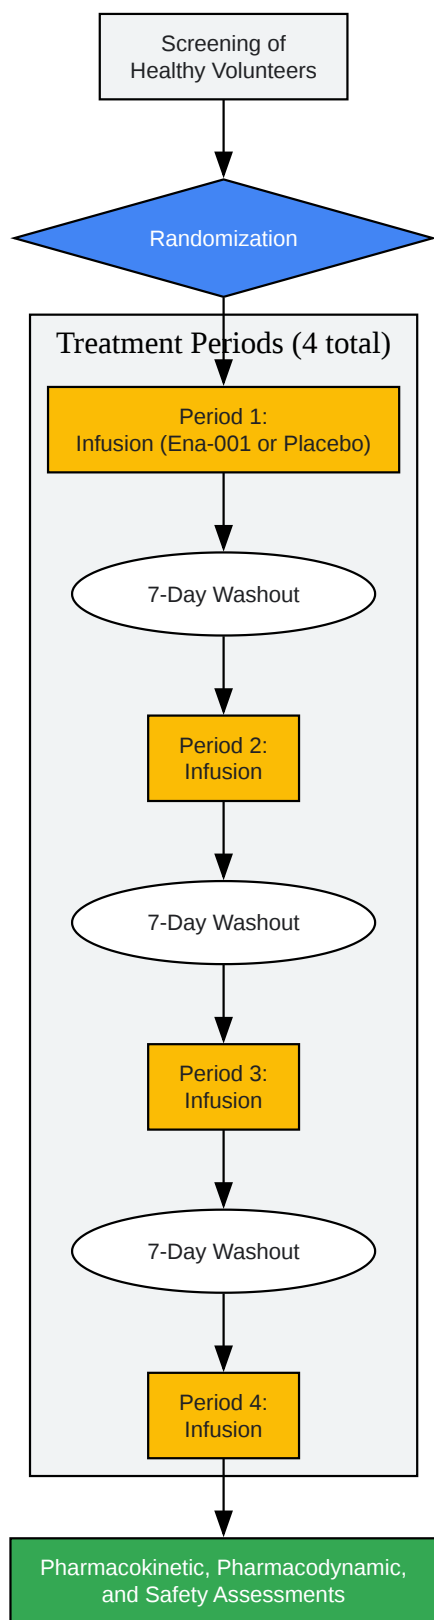 Screening of
Healthy Volunteers
Randomization
Treatment Periods (4 total)
Period 1:
Infusion (Ena-001 or Placebo)
7-Day Washout
Period 2:
Infusion
7-Day Washout
Period 3:
Infusion
7-Day Washout
Period 4:
Infusion
Pharmacokinetic, Pharmacodynamic,
and Safety Assessments